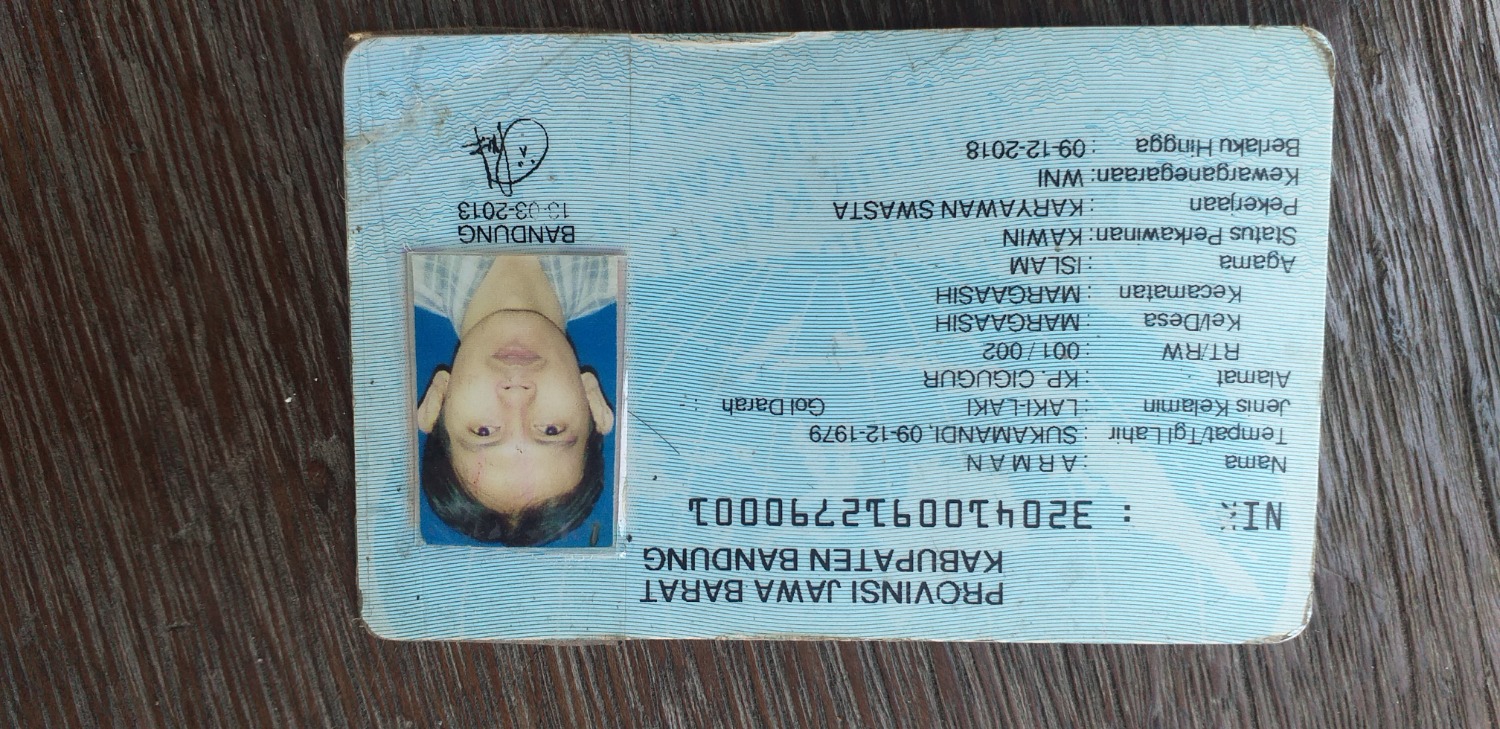 PROVINSI JAWA BARAT
KABUPATEN BANDUNG
NIK : 3204100912790001
Nama : A R M A N
Tempat/Tgl Lahir : SUKAMANDI, 09-12-1979
Jenis Kelamin : LAKI-LAKI Gol Darah :
Alamat : KP. CIGUGUR
RT/RW : 001 / 002
Kel/Desa : MARGAASIH
Kecamatan : MARGAASIH
Agama : ISLAM
Status Perkawinan: KAWIN
Pekerjaan : KARYAWAN SWASTA
Kewarganegaraan: WNI
Berlaku Hingga : 09-12-2018
BANDUNG
13-03-2013